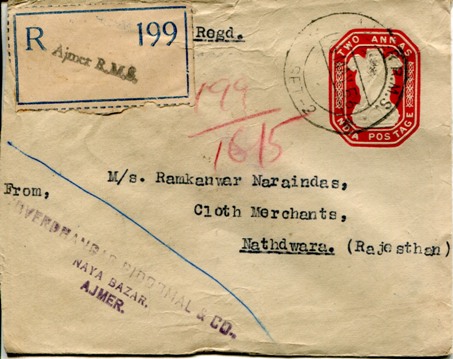 R 199
Ajmer R.M.S.
Regd.
TWO ANNAS
INDIA POSTAGE
R.M.S.
199
1615
M/s. Ramkanwar Naraindas,
Cloth Merchants,
Nathdwara. (Rajesthan)
From,
& CO.,
NAYA BAZAR.
AJMER.